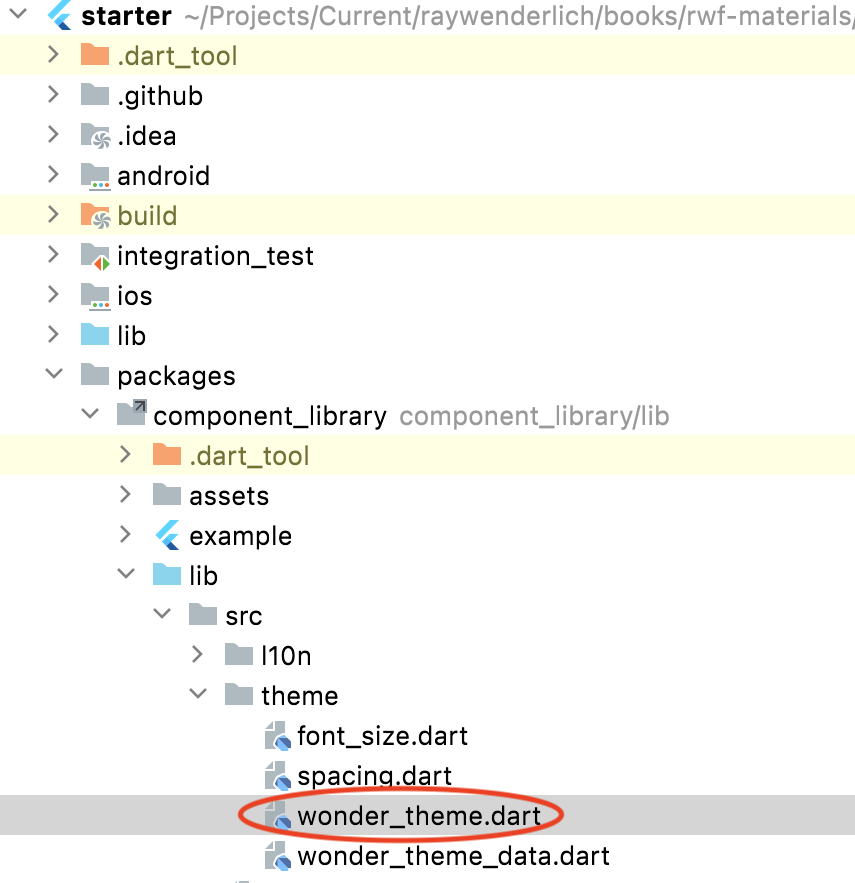 starter ~/Projects/Current/raywenderlich/books/rwf-materials/
.dart_tool
.github
.idea
android
build
integration_test
ios
lib
packages
component_library component_library/lib
.dart_tool
assets
example
lib
src
l10n
theme
font_size.dart
spacing.dart
wonder_theme.dart
wonder_theme_data.dart